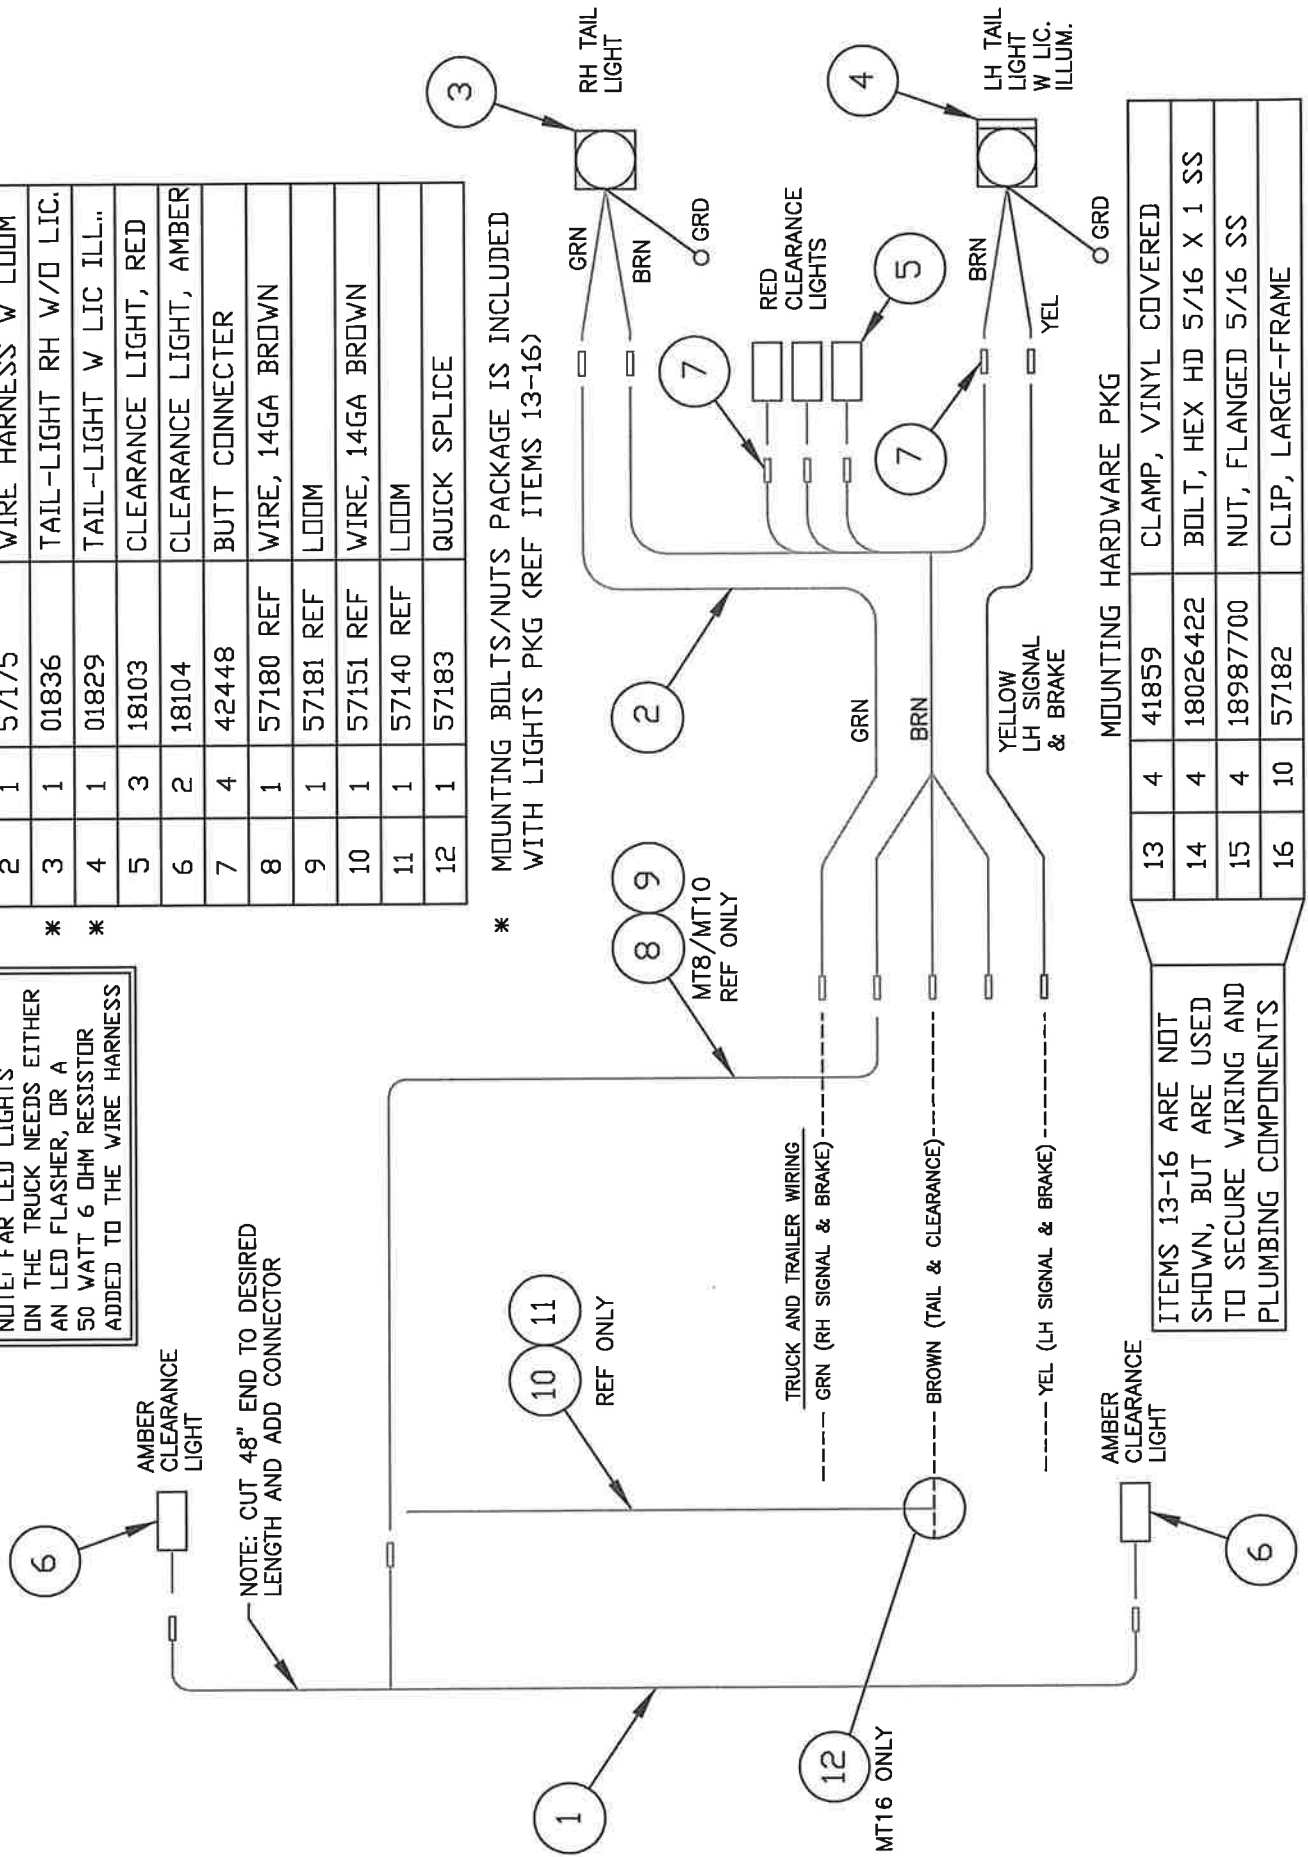 NOTE: FAR LED LIGHTS
ON THE TRUCK NEEDS EITHER
AN LED FLASHER, OR A
50 WATT 6 OHM RESISTOR
ADDED TO THE WIRE HARNESS
2 1 57175 WIRE HARNESS W LOOM
* 3 1 01836 TAIL-LIGHT RH W/O LIC.
* 4 1 01829 TAIL-LIGHT W LIC ILL..
5 3 18103 CLEARANCE LIGHT, RED
6 2 18104 CLEARANCE LIGHT, AMBER
7 4 42448 BUTT CONNECTER
8 1 57180 REF WIRE, 14GA BROWN
9 1 57181 REF LOOM
10 1 57151 REF WIRE, 14GA BROWN
11 1 57140 REF LOOM
12 1 57183 QUICK SPLICE
* MOUNTING BOLTS/NUTS PACKAGE IS INCLUDED
WITH LIGHTS PKG (REF ITEMS 13-16)
6
AMBER
CLEARANCE
LIGHT
NOTE: CUT 48" END TO DESIRED
LENGTH AND ADD CONNECTOR
1
10 11
REF ONLY
8 9
MT8/MT10
REF ONLY
2
3
RH TAIL
LIGHT
GRN
BRN
GRD
7
RED
CLEARANCE
LIGHTS
5
7
4
LH TAIL
LIGHT
W LIC.
ILLUM.
BRN
YEL
GRD
GRN
BRN
YELLOW
LH SIGNAL
& BRAKE
TRUCK AND TRAILER WIRING
GRN (RH SIGNAL & BRAKE)
BROWN (TAIL & CLEARANCE)
YEL (LH SIGNAL & BRAKE)
12
MT16 ONLY
AMBER
CLEARANCE
LIGHT
6
MOUNTING HARDWARE PKG
13 4 41859 CLAMP, VINYL COVERED
14 4 18026422 BOLT, HEX HD 5/16 X 1 SS
15 4 18987700 NUT, FLANGED 5/16 SS
16 10 57182 CLIP, LARGE-FRAME
ITEMS 13-16 ARE NOT
SHOWN, BUT ARE USED
TO SECURE WIRING AND
PLUMBING COMPONENTS